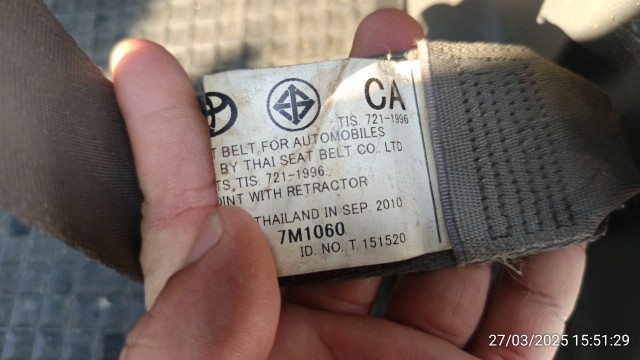 CA
TIS. 721-1996
T BELT FOR AUTOMOBILES
BY THAI SEAT BELT CO., LTD.
TS, TIS. 721-1996
OINT WITH RETRACTOR
THAILAND IN SEP. 2010
7M1060
ID. NO. T 151520
27/03/2025 15:51:29